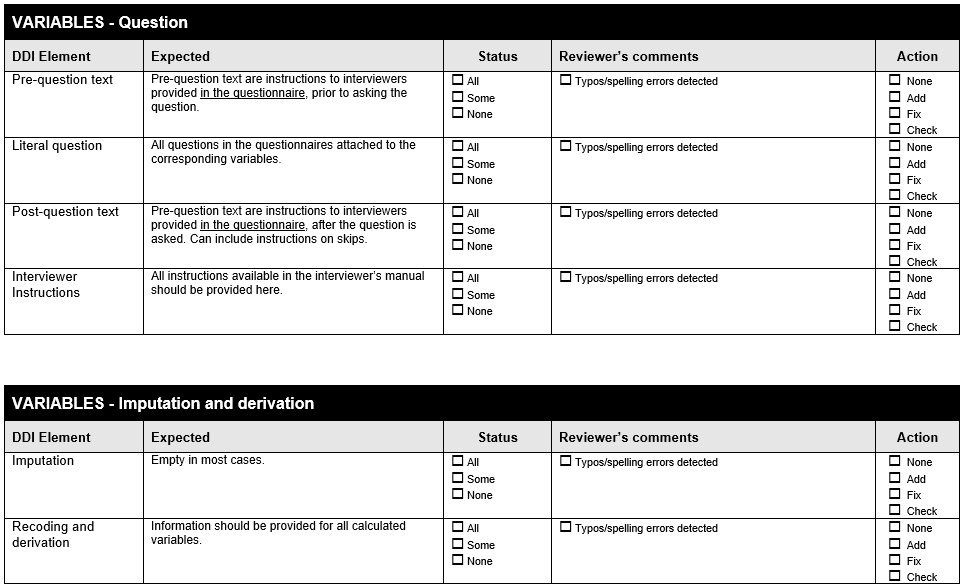 VARIABLES - Question
DDI Element Expected Status Reviewer's comments Action
Pre-question text Pre-question text are instructions to interviewers provided in the questionnaire, prior to asking the question. All Some None Typos/spelling errors detected None Add Fix Check
Literal question All questions in the questionnaires attached to the corresponding variables. All Some None Typos/spelling errors detected None Add Fix Check
Post-question text Pre-question text are instructions to interviewers provided in the questionnaire, after the question is asked. Can include instructions on skips. All Some None Typos/spelling errors detected None Add Fix Check
Interviewer Instructions All instructions available in the interviewer's manual should be provided here. All Some None Typos/spelling errors detected None Add Fix Check
VARIABLES - Imputation and derivation
DDI Element Expected Status Reviewer's comments Action
Imputation Empty in most cases. All Some None Typos/spelling errors detected None Add Fix Check
Recoding and derivation Information should be provided for all calculated variables. All Some None Typos/spelling errors detected None Add Fix Check